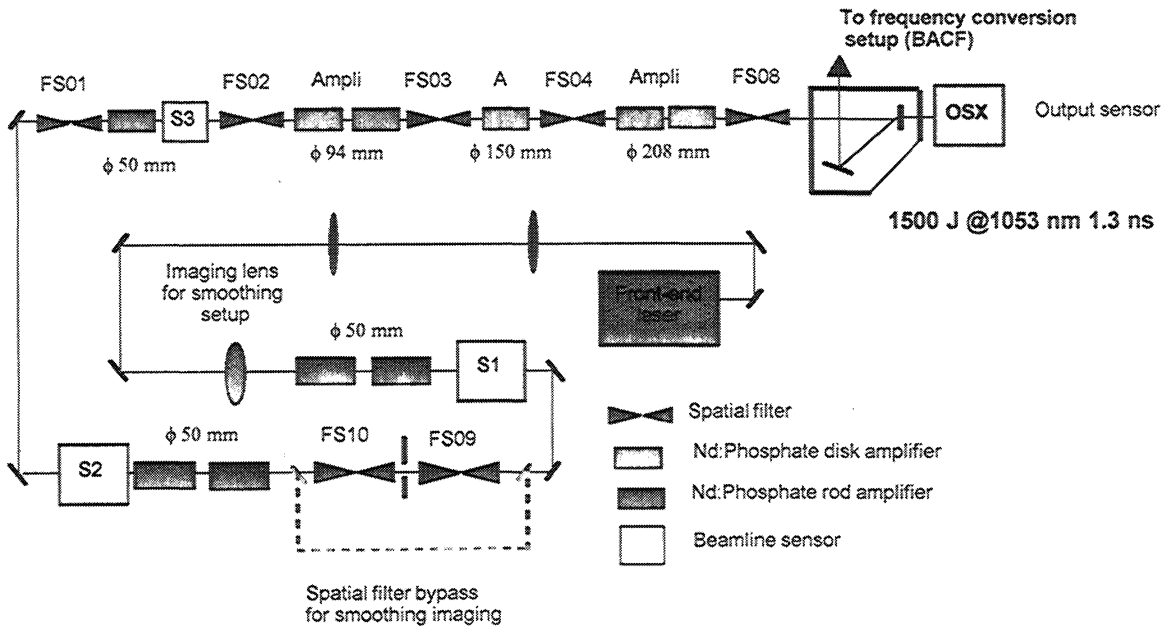 To frequency conversion
setup (BACF)
FS01
FS02
Ampli
FS03
A
FS04
Ampli
FS08
S3
OSX
Output sensor
ϕ 50 mm
ϕ 94 mm
ϕ 150 mm
ϕ 208 mm
1500 J @1053 nm 1.3 ns
Imaging lens
for smoothing
setup
Front-end
laser
ϕ 50 mm
S1
Spatial filter
ϕ 50 mm
FS10
FS09
Nd:Phosphate disk amplifier
S2
Nd:Phosphate rod amplifier
Beamline sensor
Spatial filter bypass
for smoothing imaging